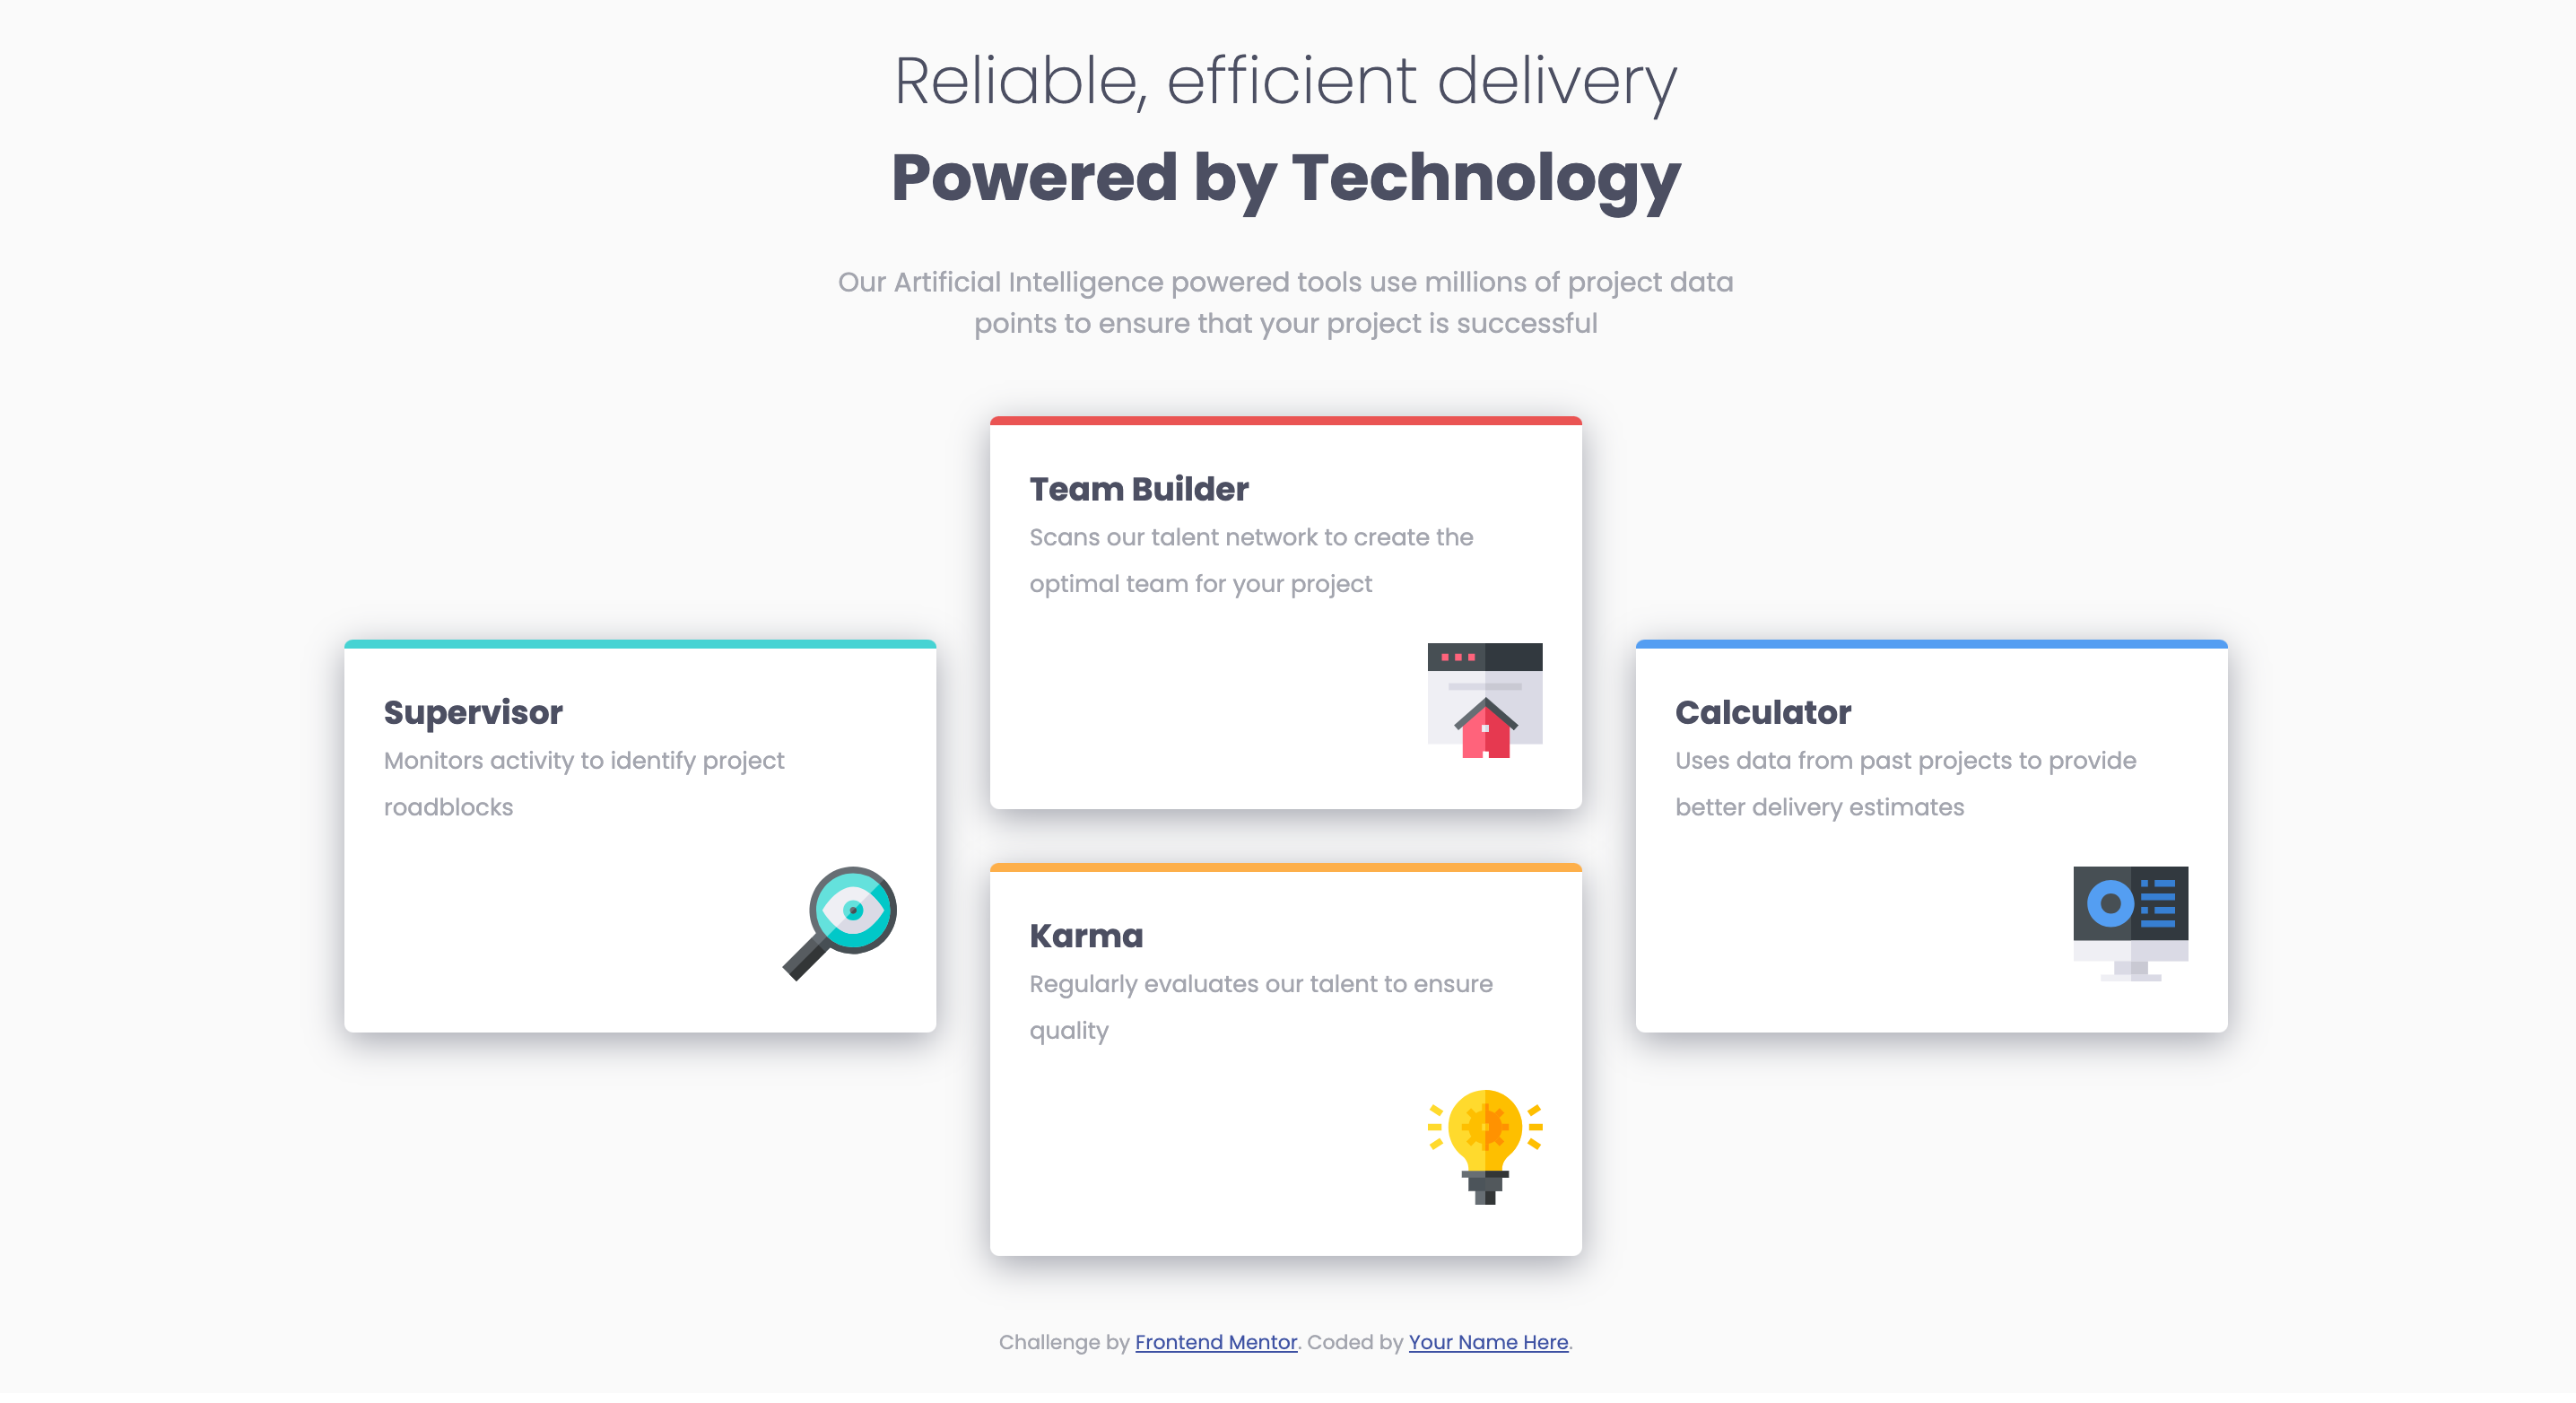 Reliable, efficient delivery
Powered by Technology
Our Artificial Intelligence powered tools use millions of project data
points to ensure that your project is successful
Team Builder
Scans our talent network to create the
optimal team for your project
Supervisor
Monitors activity to identify project
roadblocks
Calculator
Uses data from past projects to provide
better delivery estimates
Karma
Regularly evaluates our talent to ensure
quality
Challenge by Frontend Mentor. Coded by Your Name Here.